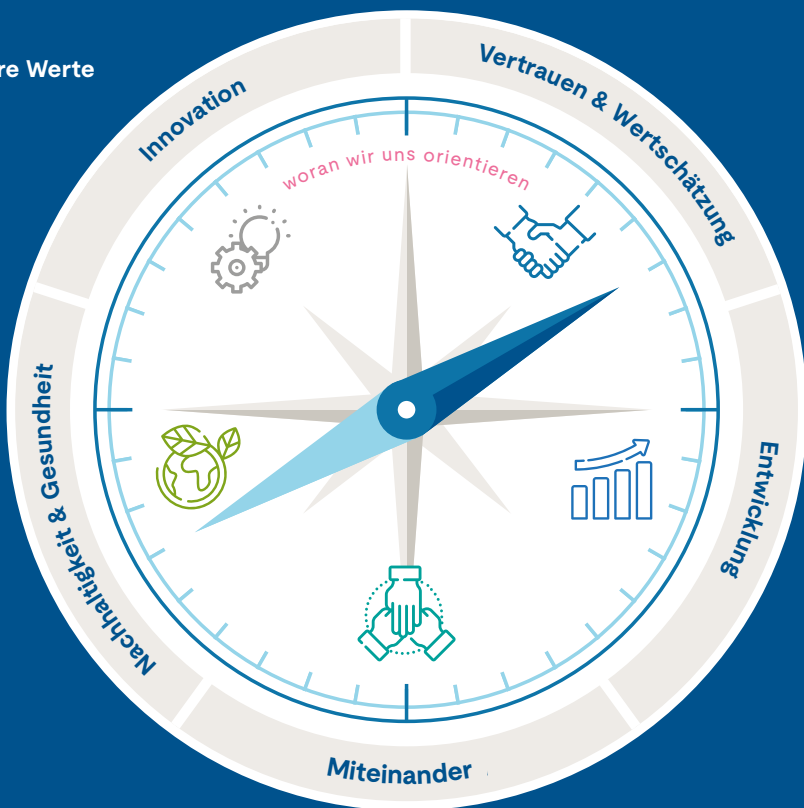 re Werte
Vertrauen & Wertschätzung
Innovation
woran wir uns orientieren
Nachhaltigkeit & Gesundheit
Entwicklung
Miteinander